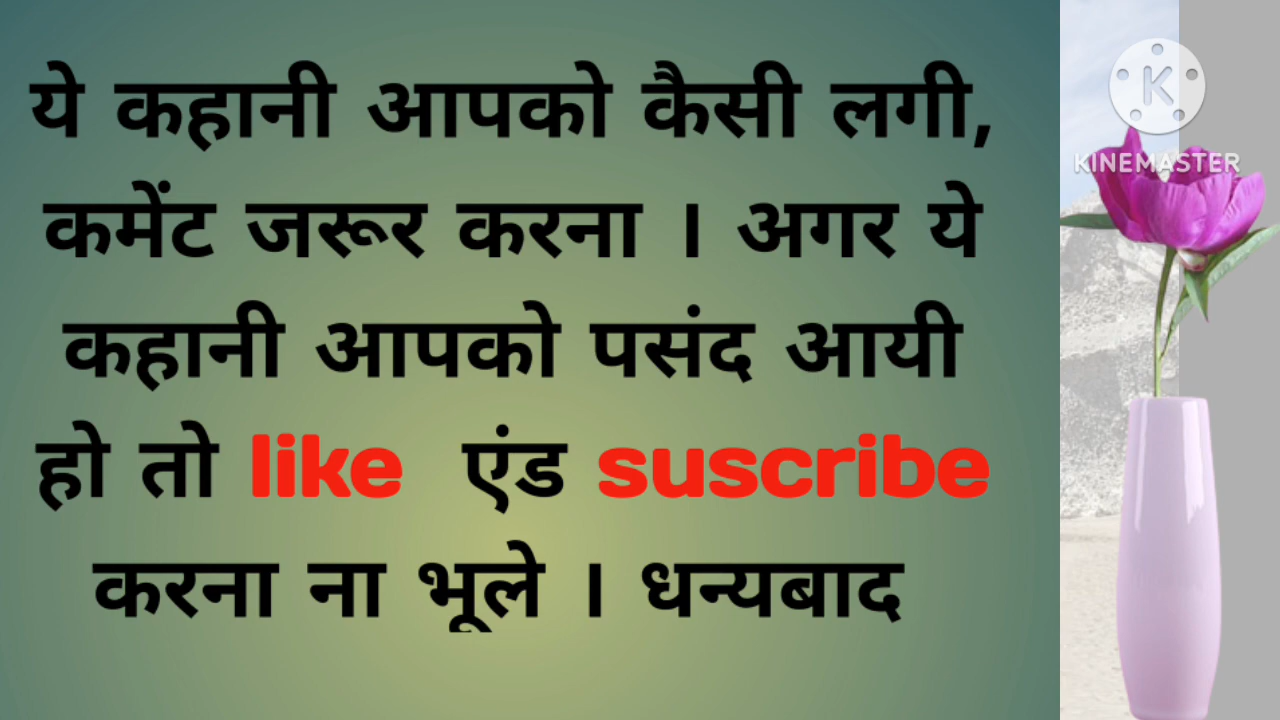 ये कहानी आपको कैसी लगी,
कमेंट जरूर करना । अगर ये
कहानी आपको पसंद आयी
हो तो like एंड suscribe
करना ना भूले । धन्यबाद
K
KINEMASTER